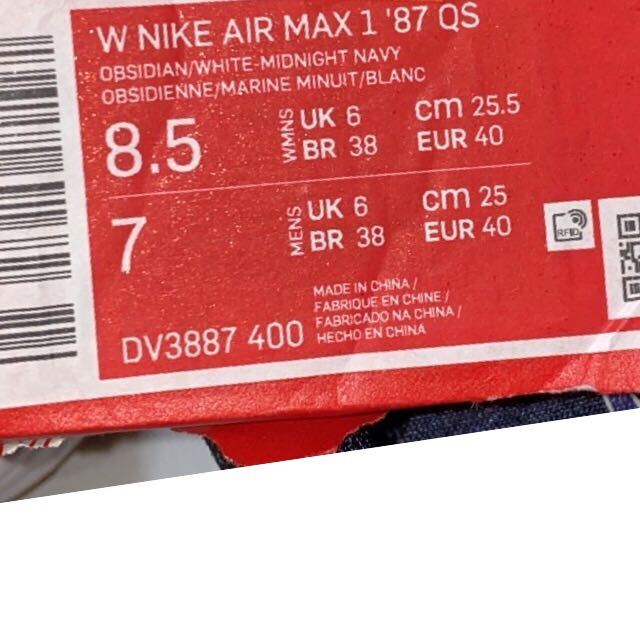 W NIKE AIR MAX 1 '87 QS
OBSIDIAN/WHITE-MIDNIGHT NAVY
OBSIDIENNE/MARINE MINUIT/BLANC
8.5 WMNS UK 6 cm 25.5
BR 38 EUR 40
7 MENS UK 6 cm 25
BR 38 EUR 40
RFID
MADE IN CHINA /
FABRIQUE EN CHINE /
FABRICADO NA CHINA /
HECHO EN CHINA
DV3887 400